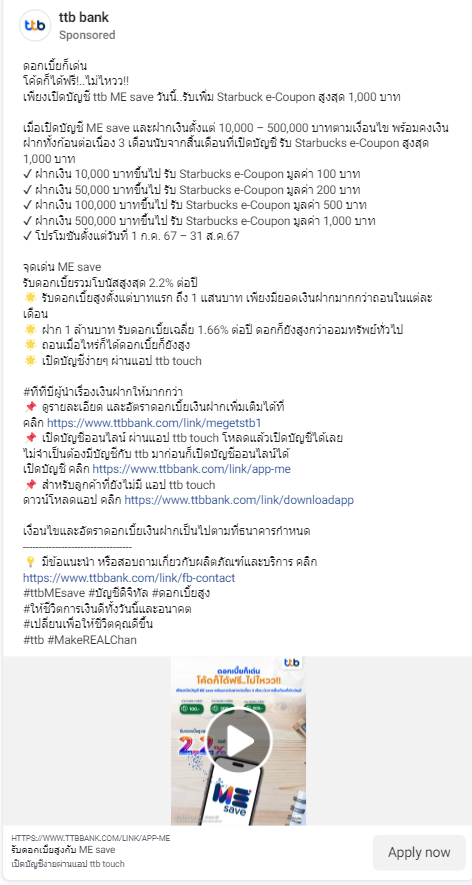 ttb bank
Sponsored
ดอกเบี้ยก็เด่น
โค้ดก็ได้ฟรี!..ไม่ไหวว!!
เพียงเปิดบัญชี ttb ME save วันนี้..รับเพิ่ม Starbuck e-Coupon สูงสุด 1,000 บาท
เมื่อเปิดบัญชี ME save และฝากเงินตั้งแต่ 10,000 – 500,000 บาทตามเงื่อนไข พร้อมคงเงิน
ฝากทั้งก้อนต่อเนื่อง 3 เดือนนับจากสิ้นเดือนที่เปิดบัญชี รับ Starbucks e-Coupon สูงสุด
1,000 บาท
✓ ฝากเงิน 10,000 บาทขึ้นไป รับ Starbucks e-Coupon มูลค่า 100 บาท
✓ ฝากเงิน 50,000 บาทขึ้นไป รับ Starbucks e-Coupon มูลค่า 200 บาท
✓ ฝากเงิน 100,000 บาทขึ้นไป รับ Starbucks e-Coupon มูลค่า 500 บาท
✓ ฝากเงิน 500,000 บาทขึ้นไป รับ Starbucks e-Coupon มูลค่า 1,000 บาท
✓ โปรโมชันตั้งแต่วันที่ 1 ก.ค. 67 – 31 ส.ค.67
จุดเด่น ME save
รับดอกเบี้ยรวมโบนัสสูงสุด 2.2% ต่อปี
🌟 รับดอกเบี้ยสูงตั้งแต่บาทแรก ถึง 1 แสนบาท เพียงมียอดเงินฝากมากกว่าถอนในแต่ละ
เดือน
🌟 ฝาก 1 ล้านบาท รับดอกเบี้ยเฉลี่ย 1.66% ต่อปี ดอกก็ยังสูงกว่าออมทรัพย์ทั่วไป
🌟 ถอนเมื่อไหร่ก็ได้ดอกเบี้ยก็ยังสูง
🌟 เปิดบัญชีง่ายๆ ผ่านแอป ttb touch
#ทีทีบีผู้นำเรื่องเงินฝากให้มากกว่า
📌 ดูรายละเอียด และอัตราดอกเบี้ยเงินฝากเพิ่มเติมได้ที่
คลิก https://www.ttbbank.com/link/megetstb1
📌 เปิดบัญชีออนไลน์ ผ่านแอป ttb touch โหลดแล้วเปิดบัญชีได้เลย
ไม่จำเป็นต้องมีบัญชีกับ ttb มาก่อนก็เปิดบัญชีออนไลน์ได้
เปิดบัญชี คลิก https://www.ttbbank.com/link/app-me
📌 สำหรับลูกค้าที่ยังไม่มี แอป ttb touch
ดาวน์โหลดแอป คลิก https://www.ttbbank.com/link/downloadapp
เงื่อนไขและอัตราดอกเบี้ยเงินฝากเป็นไปตามที่ธนาคารกำหนด
----------------------------------
💡 มีข้อแนะนำ หรือสอบถามเกี่ยวกับผลิตภัณฑ์และบริการ คลิก
https://www.ttbbank.com/link/fb-contact
#ttbMEsave #บัญชีดิจิทัล #ดอกเบี้ยสูง
#ให้ชีวิตการเงินดีทั้งวันนี้และอนาคต
#เปลี่ยนเพื่อให้ชีวิตคุณดีขึ้น
#ttb #MakeREALChan
ttb
ดอกเบี้ยก็เด่น
โค้ดก็ได้ฟรี..ไม่ไหวว!!
ME
save
HTTPS://WWW.TTBBANK.COM/LINK/APP-ME
รับดอกเบี้ยสูงกับ ME save
เปิดบัญชีง่ายผ่านแอป ttb touch
Apply now